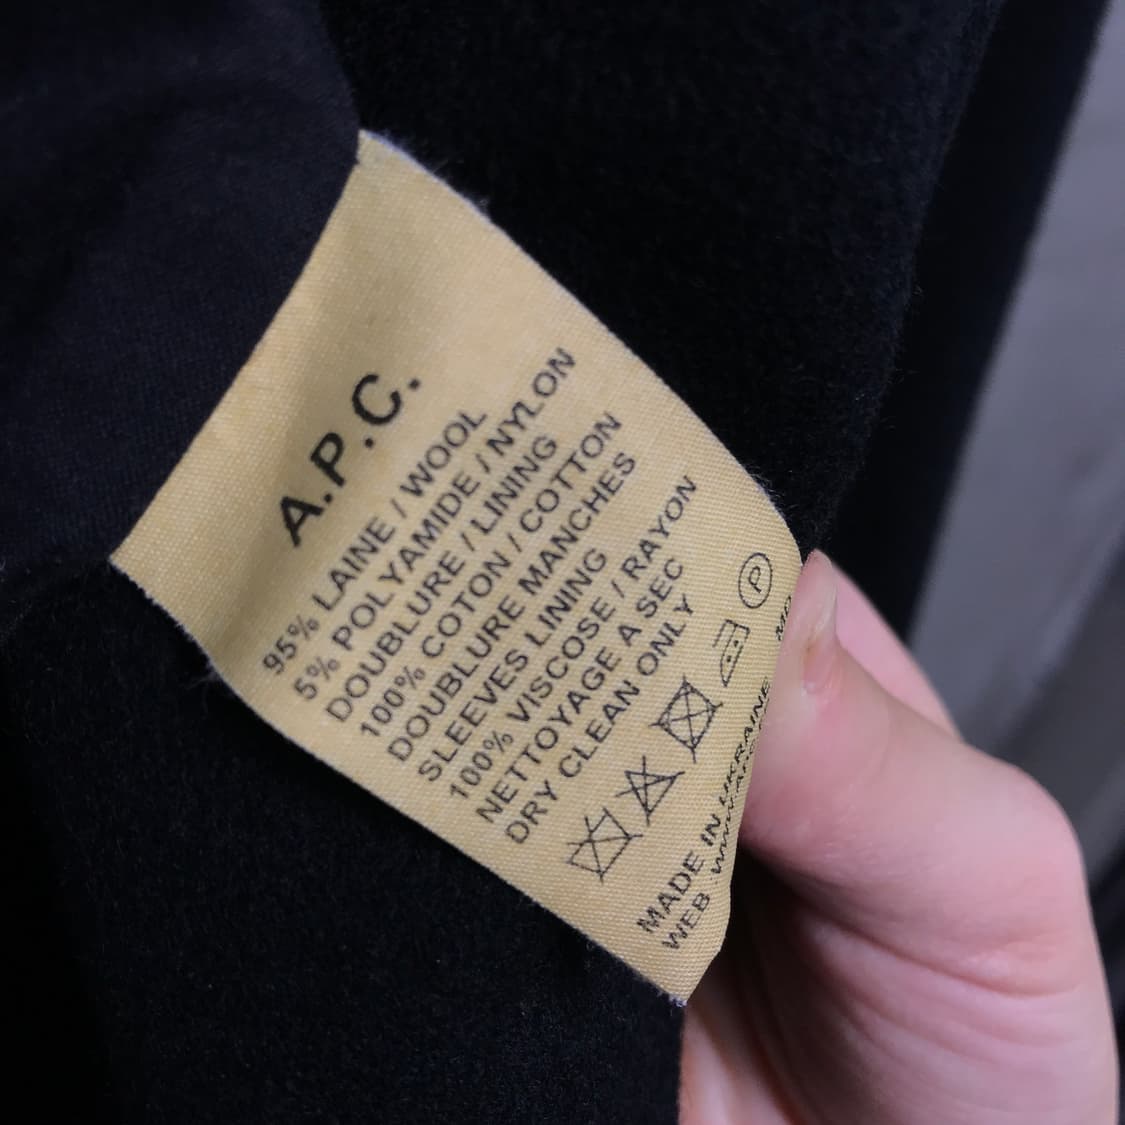 A.P.C.
95% LAINE / WOOL
5% POLYAMIDE / NYLON
DOUBLURE / LINING
100% COTON / COTTON
DOUBLURE MANCHES
SLEEVES LINING
100% VISCOSE / RAYON
NETTOYAGE A SEC
DRY CLEAN ONLY
P
MADE IN UKRAINE
WEB